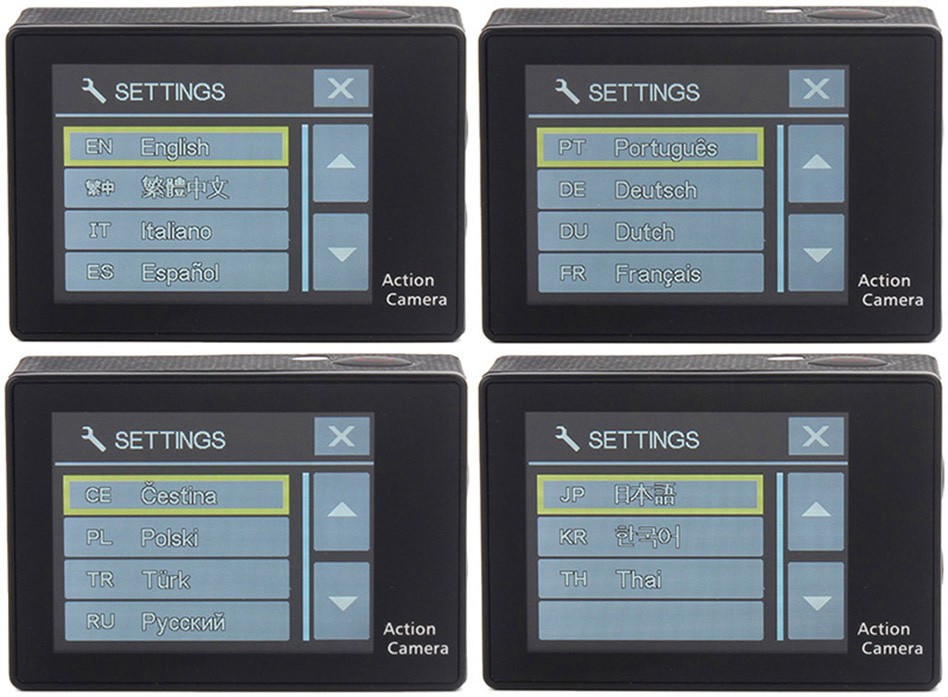 SETTINGS
EN English
繁中 繁體中文
IT Italiano
ES Español
Action
Camera
SETTINGS
PT Português
DE Deutsch
DU Dutch
FR Français
Action
Camera
SETTINGS
CE Čestina
PL Polski
TR Türk
RU Русский
Action
Camera
SETTINGS
JP 日本語
KR 한국어
TH Thai
Action
Camera